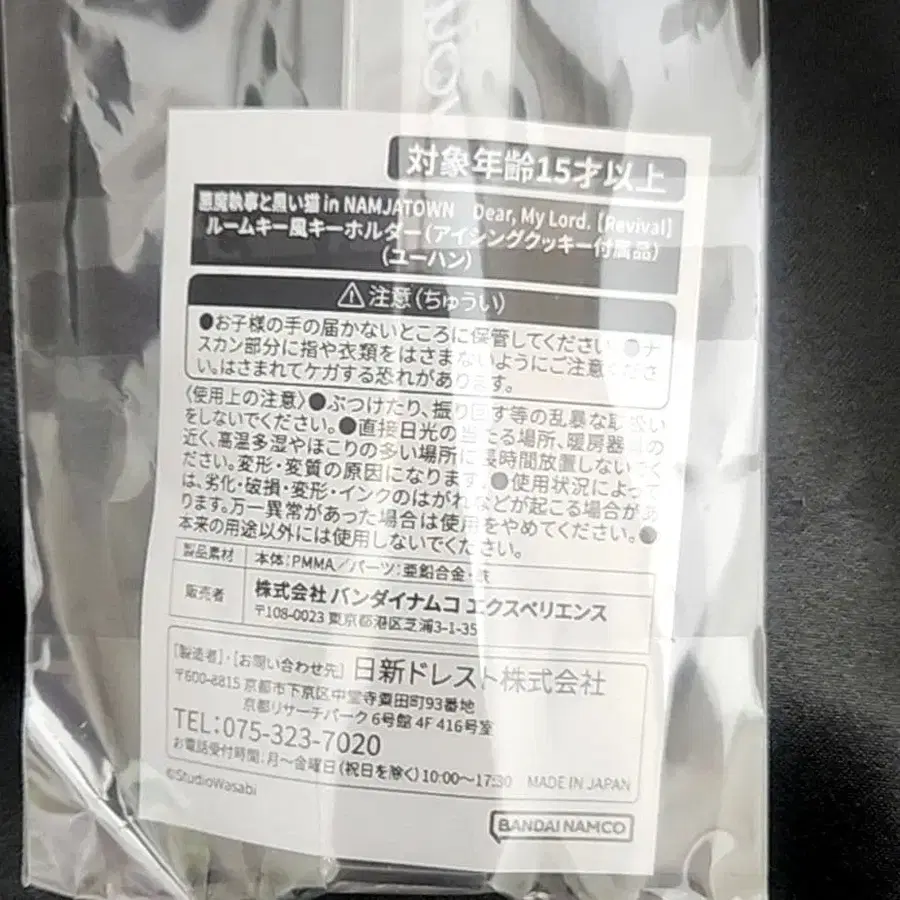 対象年齢15才以上
悪魔執事と黒い猫 in NAMJATOWN Dear, My Lord.【Revival】
ルームキー風キーホルダー(アイシングクッキー付属品)
(ユーハン)
⚠注意(ちゅうい)
●お子様の手の届かないところに保管してください。●ナ
スカン部分に指や衣類をはさまないようにご注意くださ
い。はさまれてケガする恐れがあります。
〈使用上の注意〉●ぶつけたり、振り回す等の乱暴な取扱い
をしないでください。●直接日光の当たる場所、暖房器具の
近く、高温多湿やほこりの多い場所に長時間放置しないでく
ださい。変形・変質の原因になります。●使用状況によって
は、劣化・破損・変形・インクのはがれなどが起こる場合があ
ります。万一異常があった場合は使用をやめてください。●
本来の用途以外には使用しないでください。
製品素材 本体:PMMA/パーツ:亜鉛合金・鉄
販売者 株式会社 バンダイナムコ エクスペリエンス
〒108-0023 東京都港区芝浦3-1-35
[製造者]・[お問い合わせ先] 日新ドレスト株式会社
〒600-8815 京都市下京区中堂寺粟田町93番地
京都リサーチパーク 6号館 4F 416号室
TEL:075-323-7020
お電話受付時間:月〜金曜日(祝日を除く)10:00〜17:30 MADE IN JAPAN
©StudioWasabi
BANDAI NAMCO